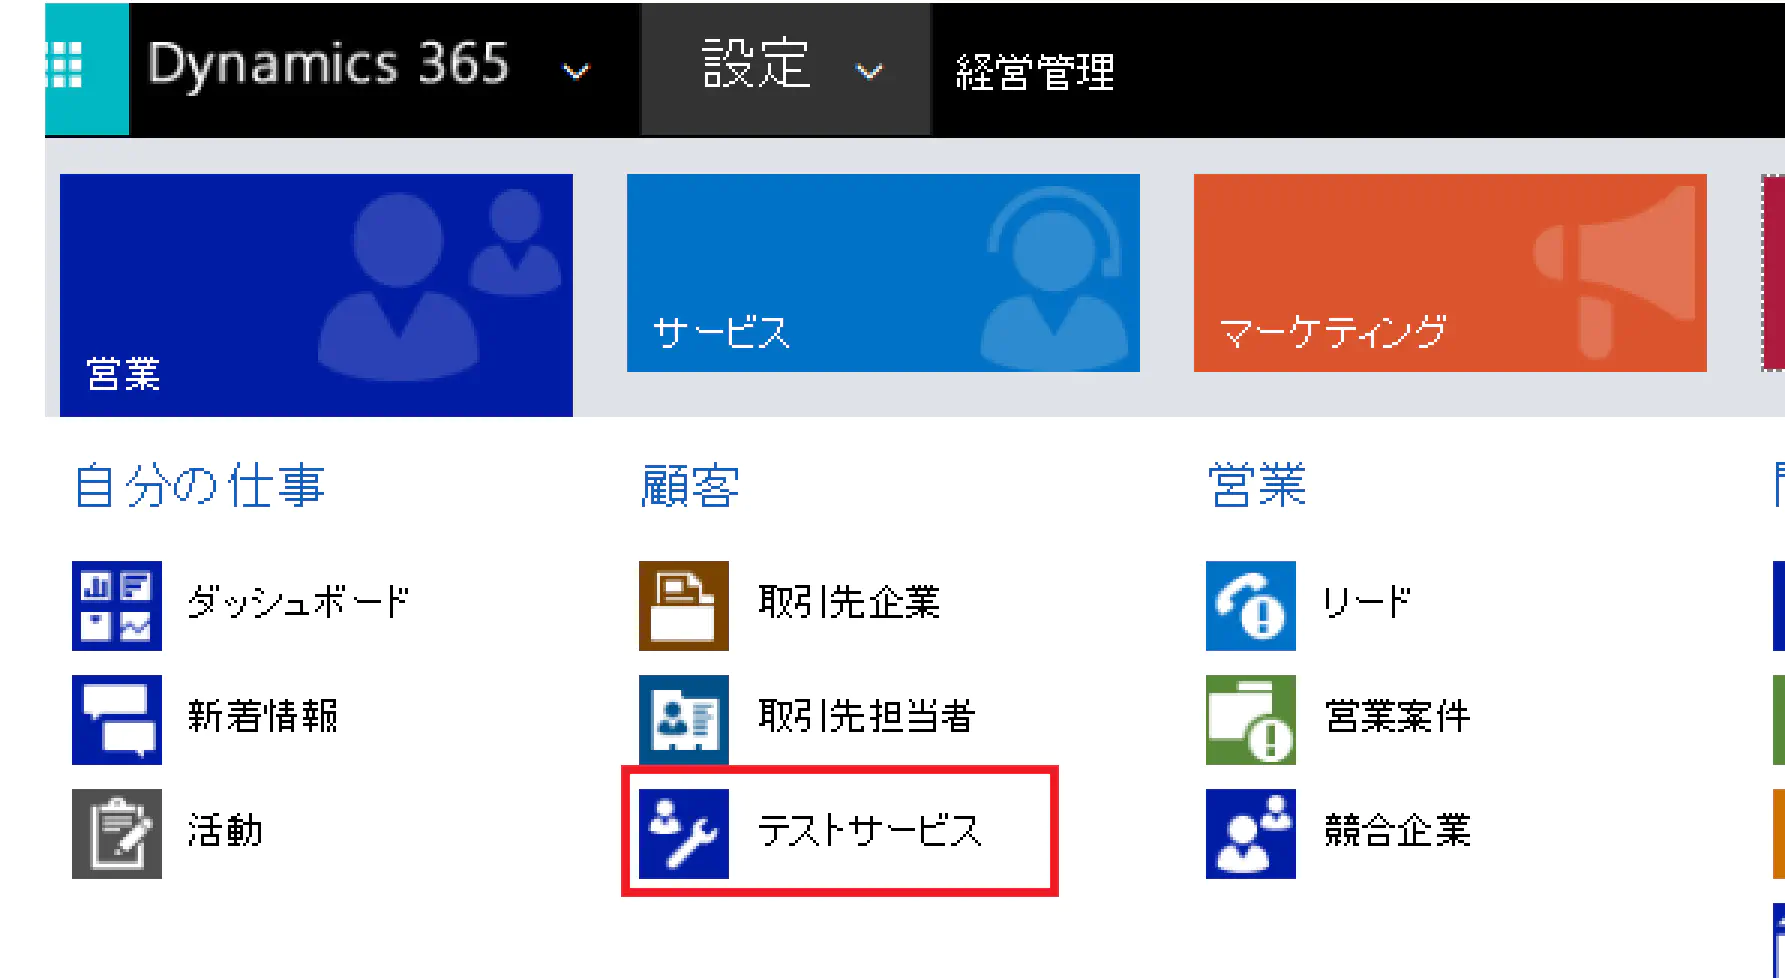 Dynamics 365 設定 経営管理
営業 サービス マーケティング
自分の仕事 顧客 営業
ダッシュボード 取引先企業 リード
新着情報 取引先担当者 営業案件
活動 テストサービス 競合企業